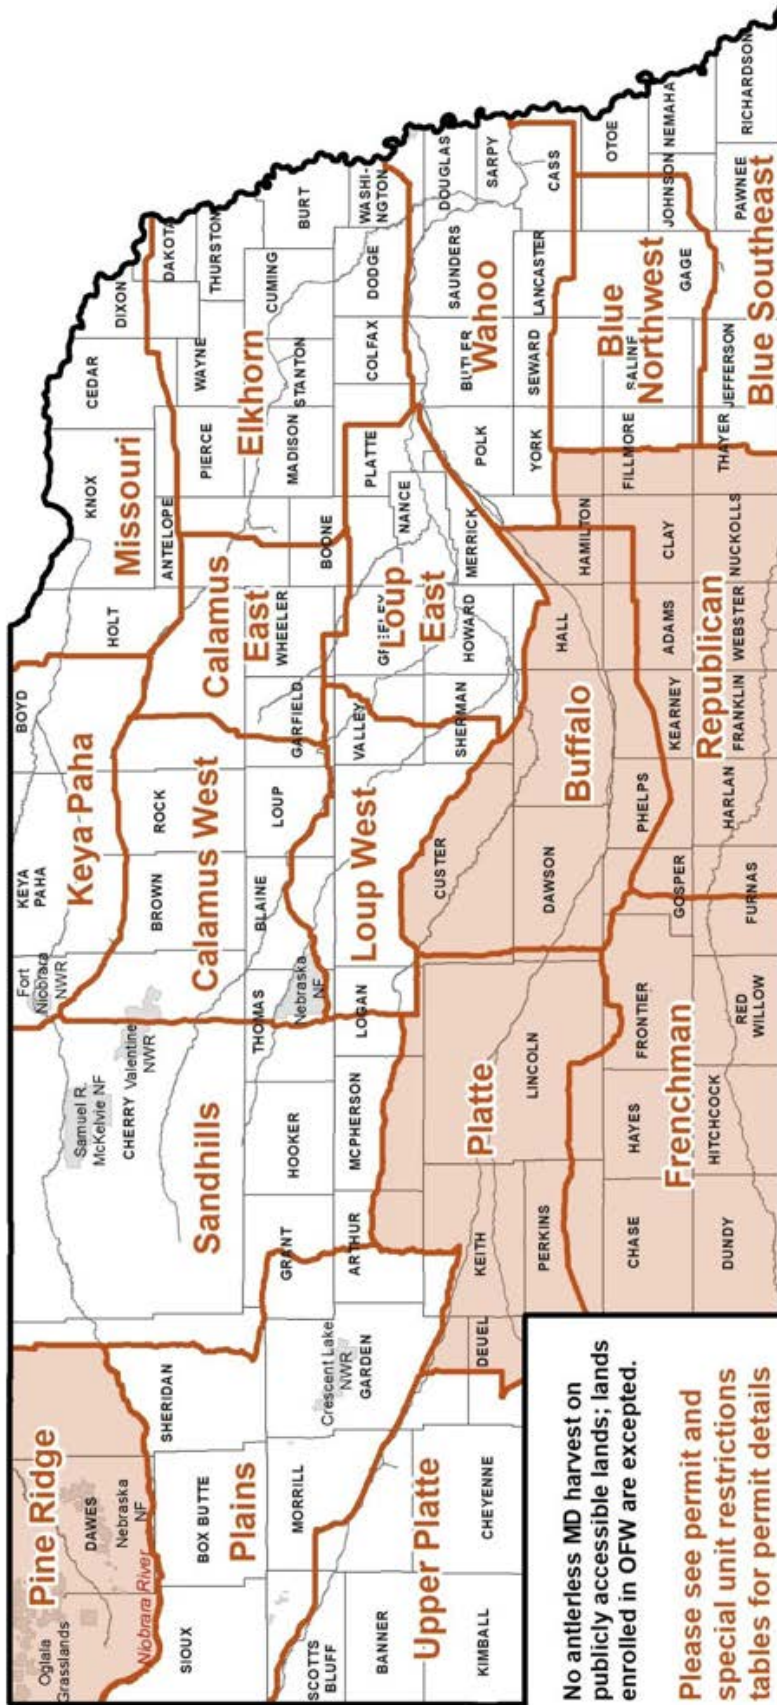 Oglala
Grasslands
Pine Ridge
DAWES
Nebraska
NF
Niobrara River
SIOUX
SHERIDAN
BOX BUTTE
Plains
SCOTTS
BLUFF
MORRILL
Crescent Lake
NWR
GARDEN
BANNER
Upper Platte
KIMBALL
CHEYENNE
DEUEL
Samuel R.
McKelvie NF
CHERRY
Valentine
NWR
Fort
Niobrara
NWR
Sandhills
GRANT
HOOKER
THOMAS
Nebraska
NF
ARTHUR
MCPHERSON
LOGAN
KEYA
PAHA
BOYD
Keya Paha
BROWN
ROCK
HOLT
Calamus West
BLAINE
LOUP
GARFIELD
Calamus
East
WHEELER
KNOX
CEDAR
DIXON
Missouri
ANTELOPE
PIERCE
WAYNE
DAKOTA
THURSTON
Elkhorn
MADISON
STANTON
CUMING
BURT
BOONE
PLATTE
COLFAX
DODGE
WASHI-
NGTON
Loup West
VALLEY
GREELEY
NANCE
Loup
East
CUSTER
SHERMAN
HOWARD
MERRICK
POLK
BUTLER
SAUNDERS
DOUGLAS
SARPY
Wahoo
YORK
SEWARD
LANCASTER
CASS
OTOE
KEITH
Platte
LINCOLN
PERKINS
DAWSON
Buffalo
HALL
HAMILTON
CHASE
HAYES
FRONTIER
GOSPER
PHELPS
KEARNEY
ADAMS
CLAY
FILLMORE
SALINE
Blue
Northwest
GAGE
JOHNSON
NEMAHA
Frenchman
Republican
DUNDY
HITCHCOCK
RED
WILLOW
FURNAS
HARLAN
FRANKLIN
WEBSTER
NUCKOLLS
THAYER
JEFFERSON
PAWNEE
RICHARDSON
Blue Southeast
No antlerless MD harvest on
publicly accessible lands; lands
enrolled in OFW are excepted.
Please see permit and
special unit restrictions
tables for permit details